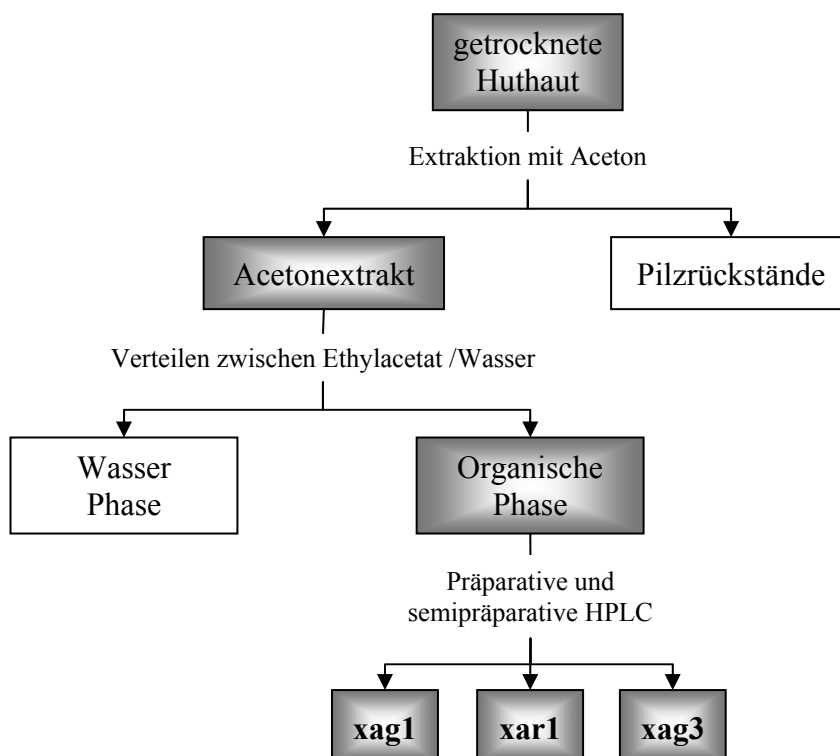 getrocknete
Huthaut
Extraktion mit Aceton
Acetonextrakt
Pilzrückstände
Verteilen zwischen Ethylacetat /Wasser
Wasser
Phase
Organische
Phase
Präparative und
semipräparative HPLC
xag1
xar1
xag3